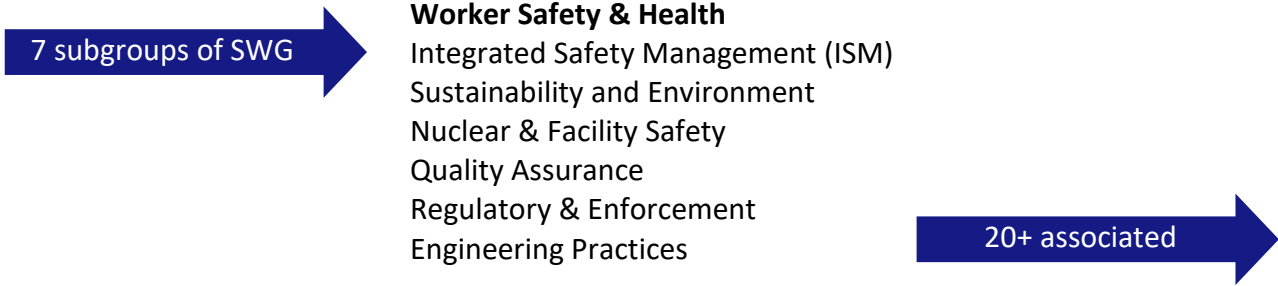 7 subgroups of SWG
Worker Safety & Health
Integrated Safety Management (ISM)
Sustainability and Environment
Nuclear & Facility Safety
Quality Assurance
Regulatory & Enforcement
Engineering Practices
20+ associated